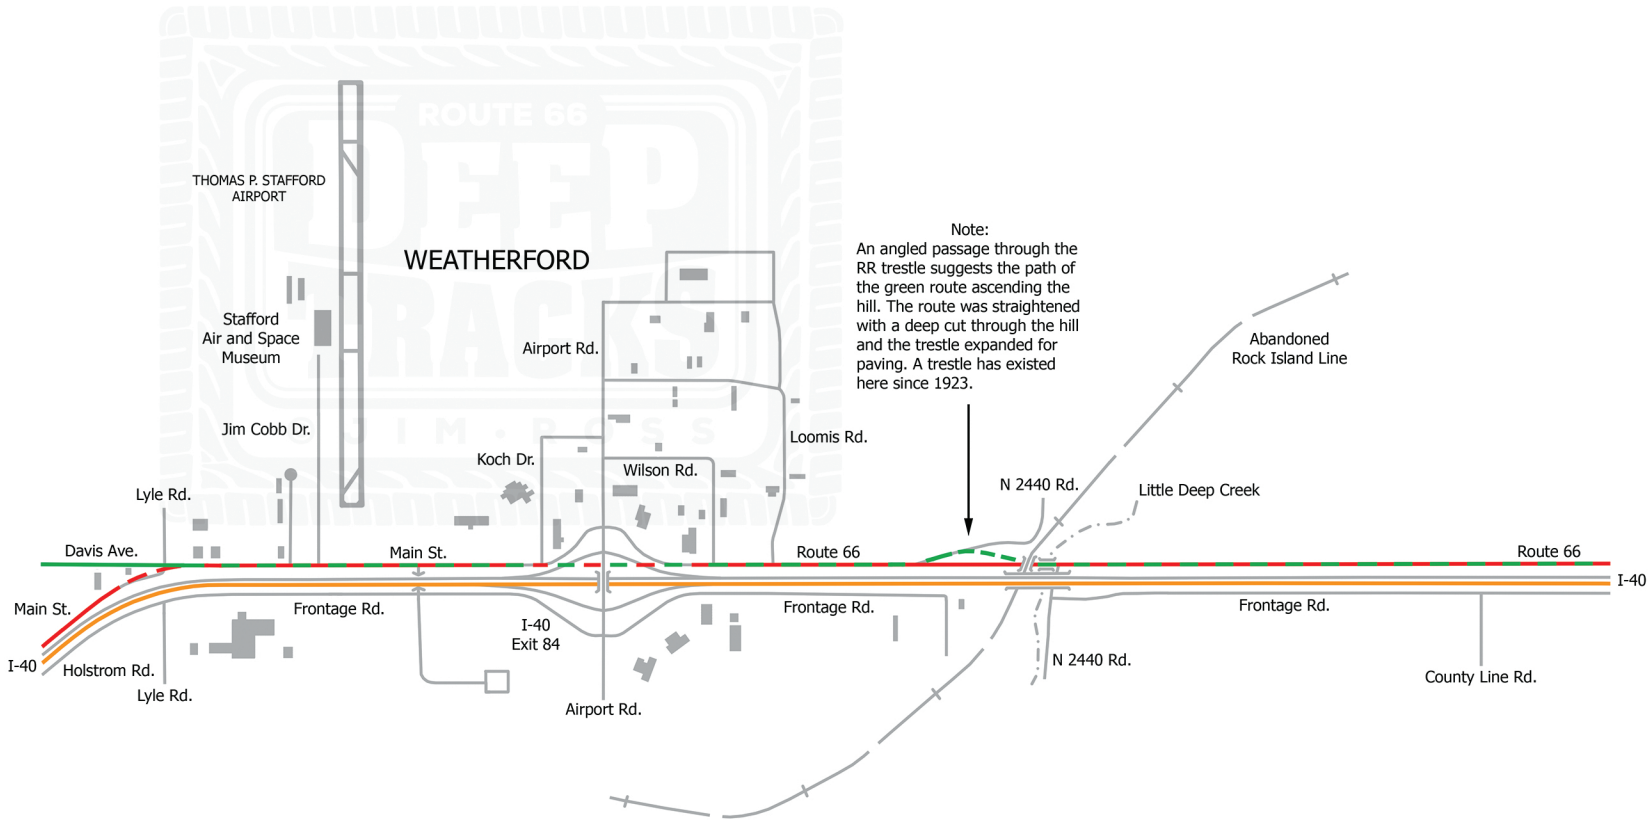 ROUTE 66
DEEP
TRACKS
JIM • ROSS
THOMAS P. STAFFORD
AIRPORT
WEATHERFORD
Stafford
Air and Space
Museum
Jim Cobb Dr.
Lyle Rd.
Davis Ave.
Main St.
Airport Rd.
Koch Dr.
Wilson Rd.
Loomis Rd.
Note:
An angled passage through the
RR trestle suggests the path of
the green route ascending the
hill. The route was straightened
with a deep cut through the hill
and the trestle expanded for
paving. A trestle has existed
here since 1923.
Abandoned
Rock Island Line
N 2440 Rd.
Little Deep Creek
Route 66
Route 66
I-40
Main St.
I-40
Holstrom Rd.
Lyle Rd.
Frontage Rd.
I-40
Exit 84
Airport Rd.
Frontage Rd.
N 2440 Rd.
Frontage Rd.
County Line Rd.